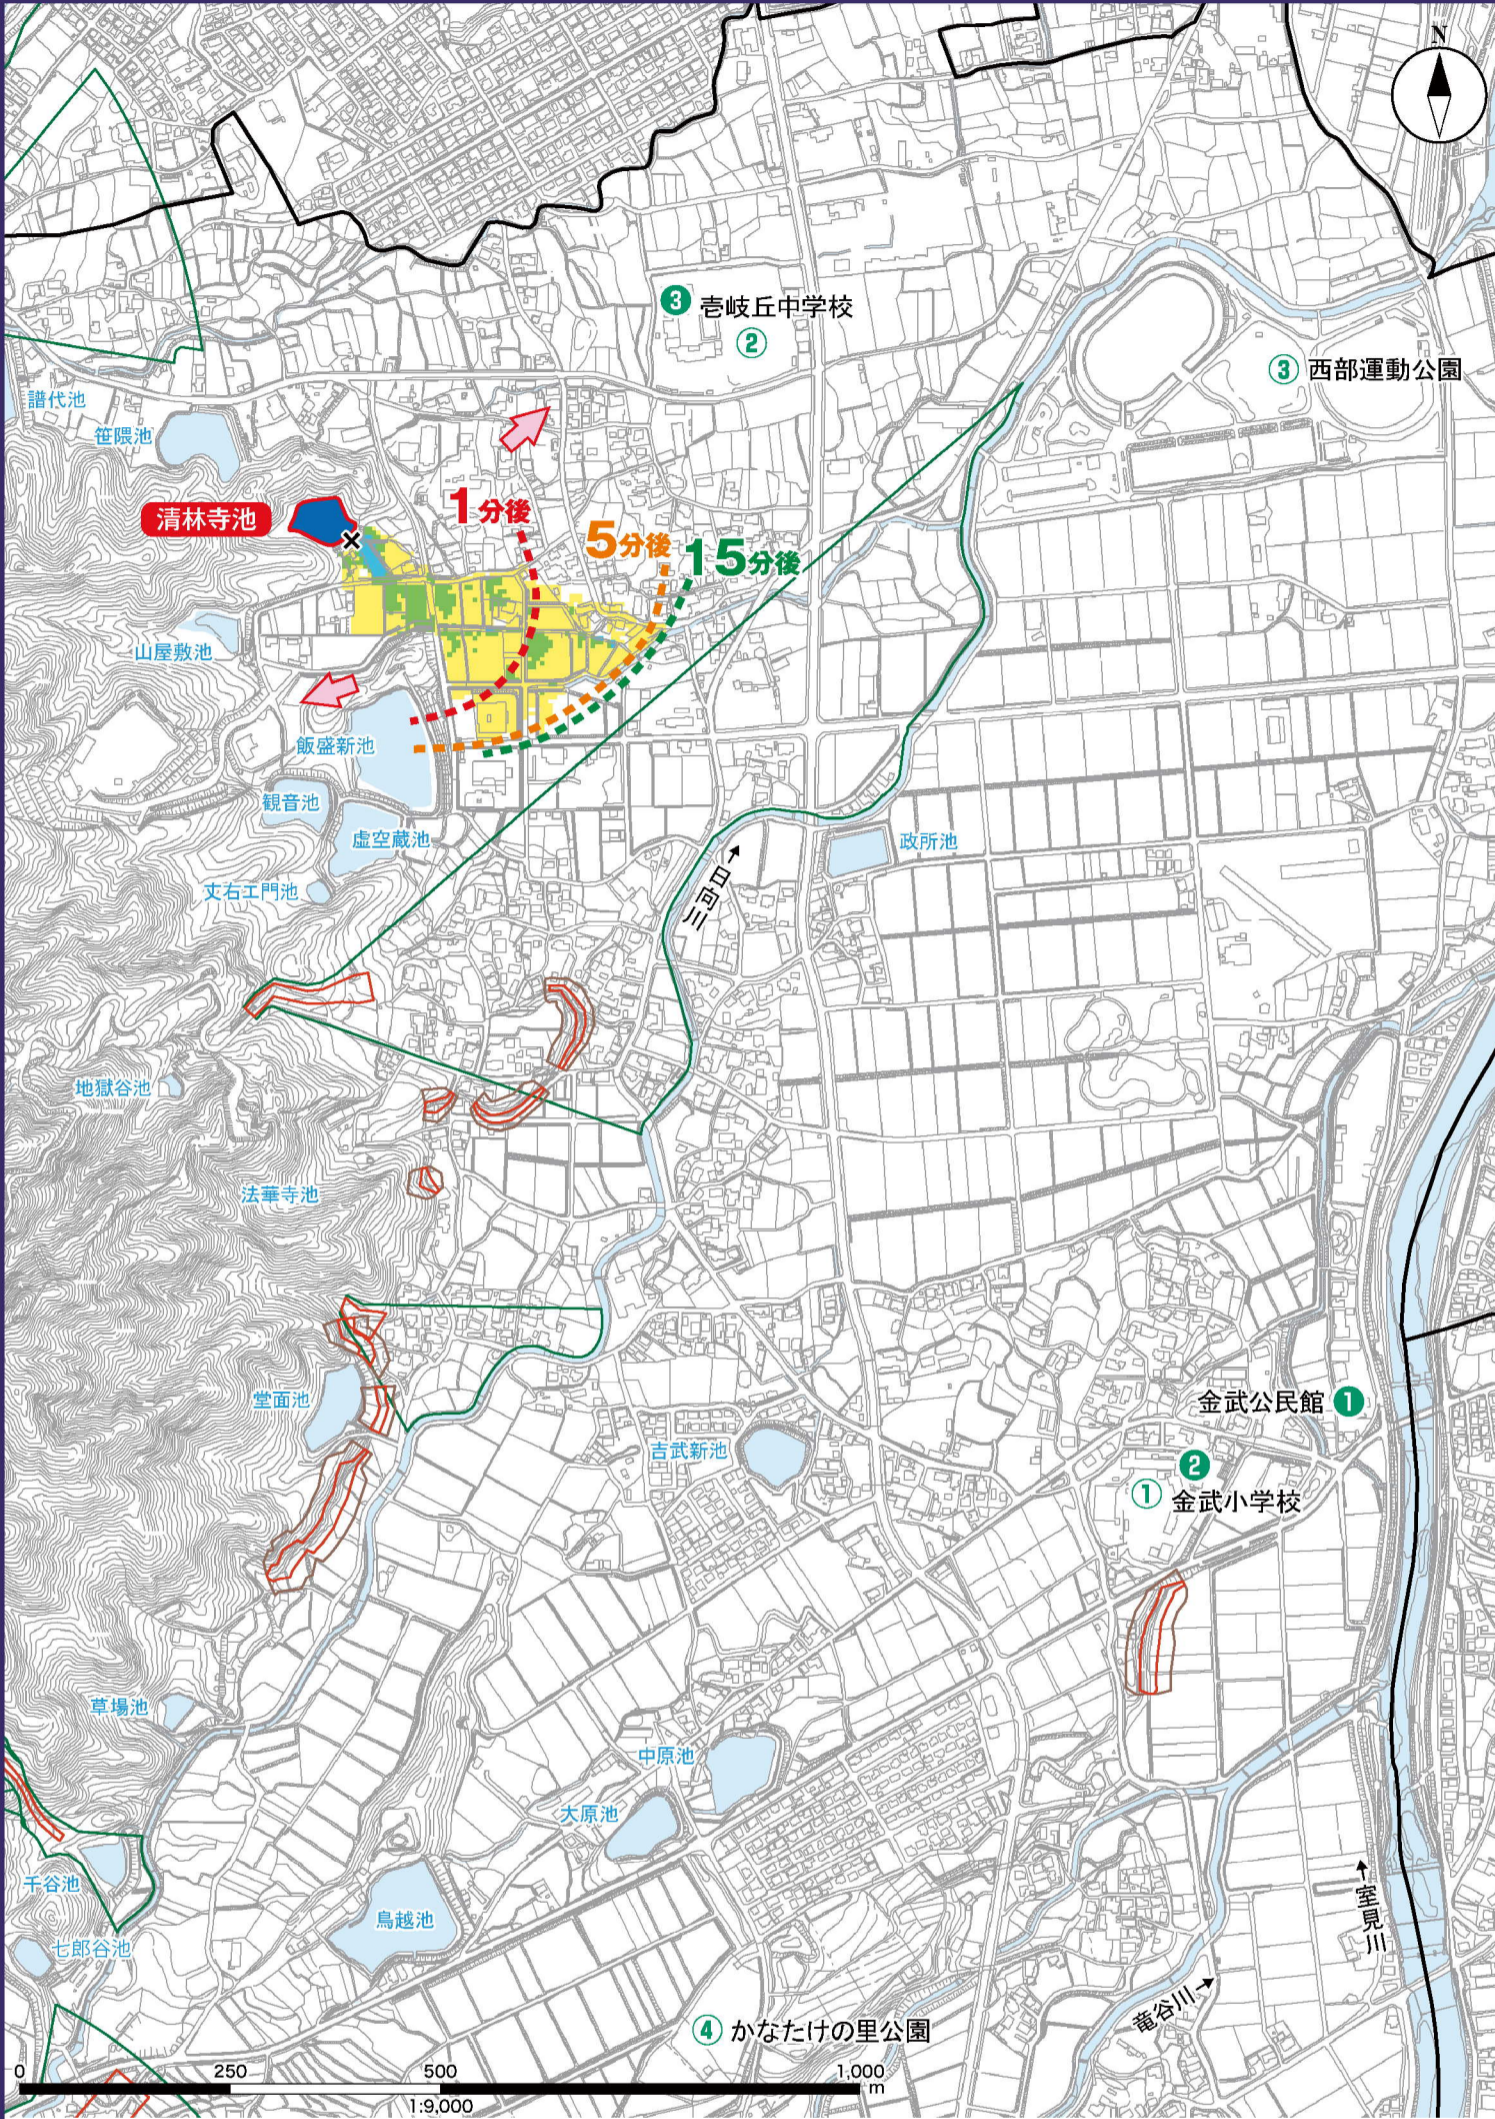 N
❸ 壱岐丘中学校
②
③ 西部運動公園
譜代池
笹隈池
清林寺池
1分後
5分後
15分後
山屋敷池
飯盛新池
観音池
虚空蔵池
政所池
丈右エ門池
→日向川
地獄谷池
法華寺池
堂面池
金武公民館 ❶
吉武新池
❷
① 金武小学校
草場池
中原池
大原池
千谷池
鳥越池
七郎谷池
←室見川
竜谷川→
④ かなたけの里公園
0 250 500 1,000
m
1:9,000